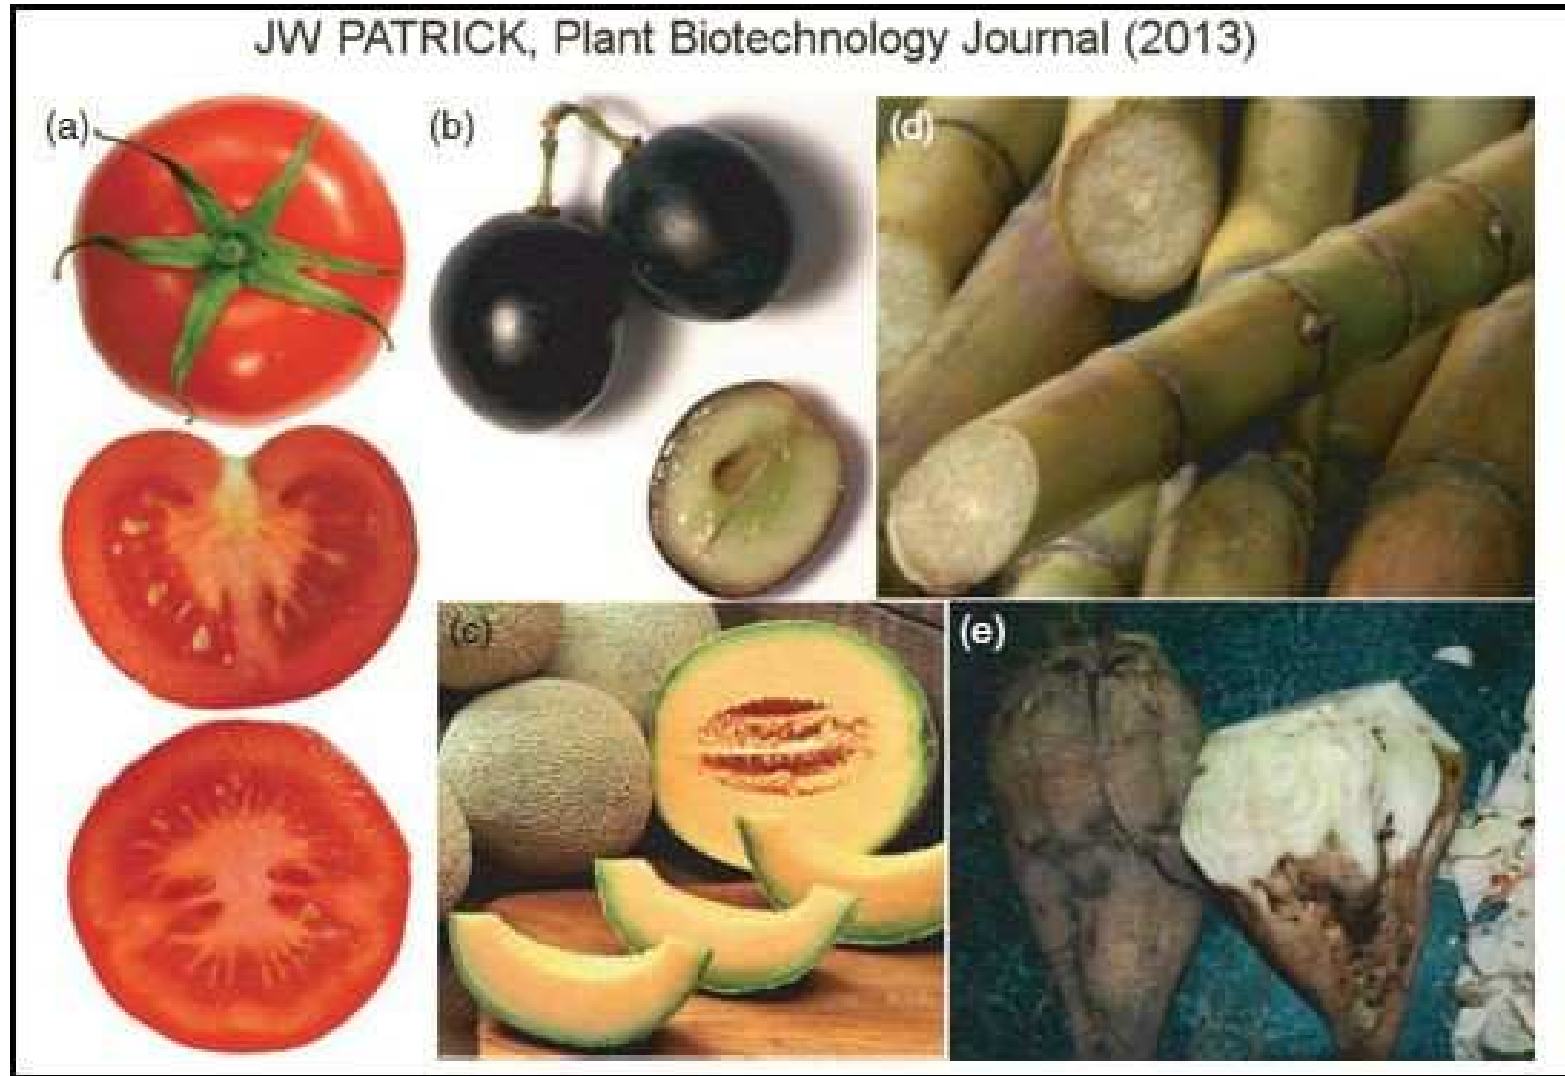 JW PATRICK, Plant Biotechnology Journal (2013)
(a)
(b)
(d)
(c)
(e)